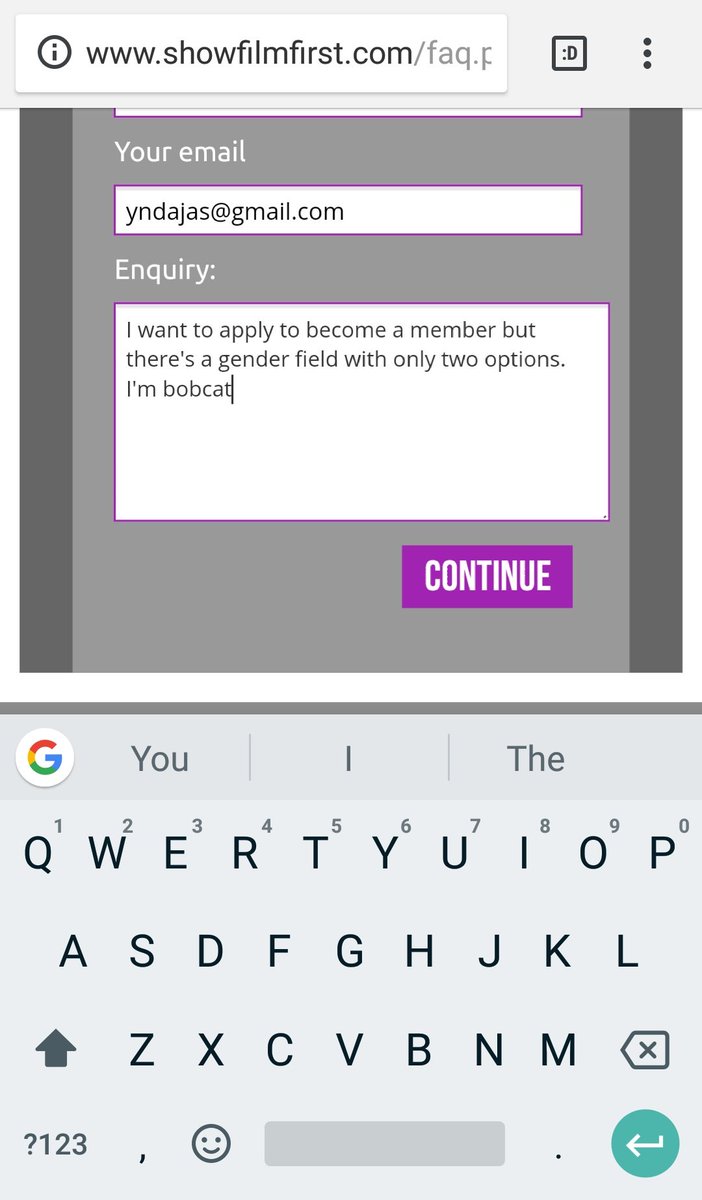 www.showfilmfirst.com/faq.p
:D
Your email
yndajas@gmail.com
Enquiry:
I want to apply to become a member but
there's a gender field with only two options.
I'm bobcat
CONTINUE
G You I The
1 2 3 4 5 6 7 8 9 0
Q W E R T Y U I O P
A S D F G H J K L
Z X C V B N M
?123 , .